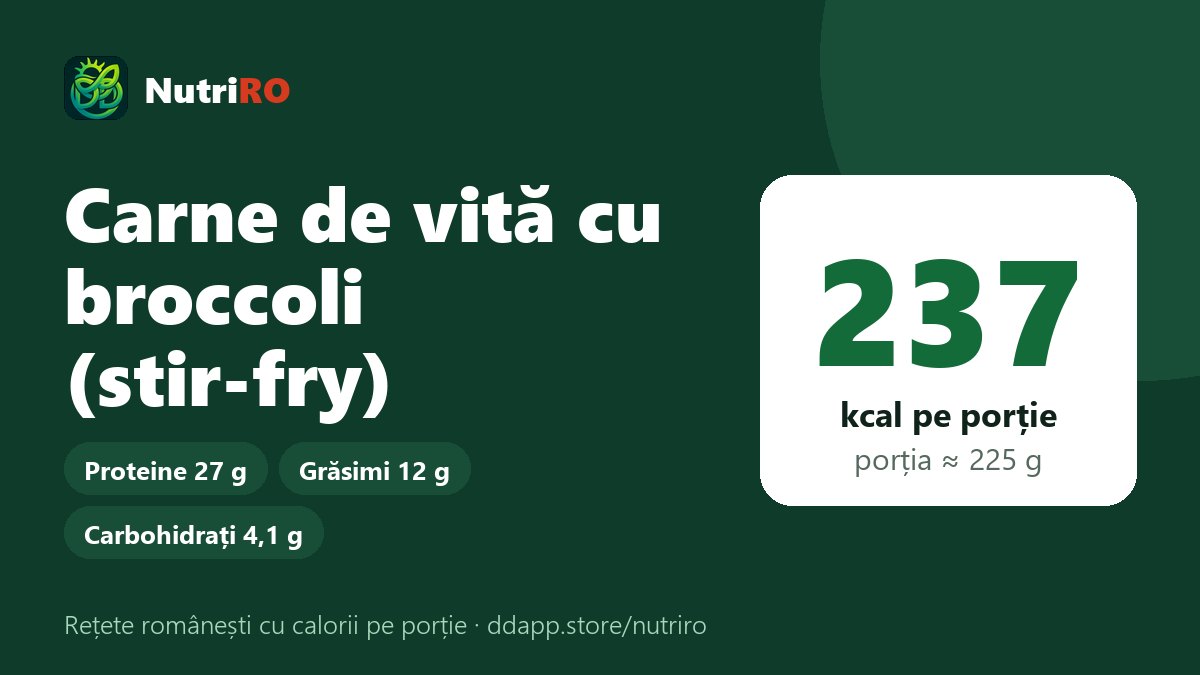 NutriRO
Carne de vită cu
broccoli
(stir-fry)
Proteine 27 g
Grăsimi 12 g
Carbohidrați 4,1 g
237
kcal pe porție
porția ≈ 225 g
Rețete românești cu calorii pe porție · ddapp.store/nutriro